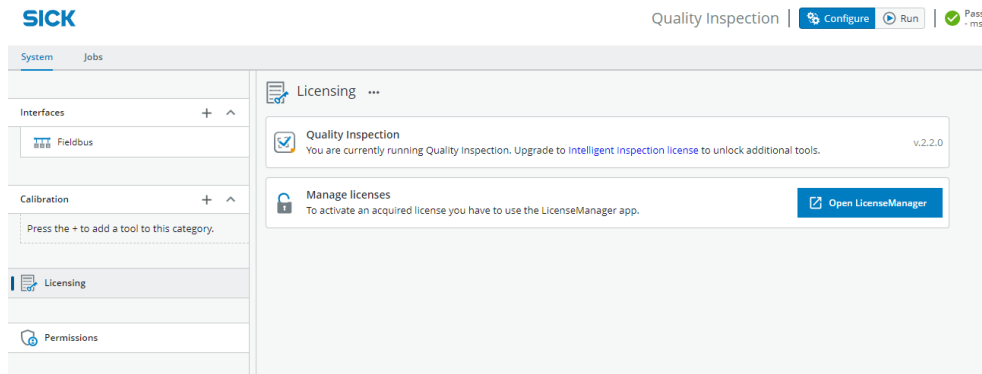 SICK
Quality Inspection
Configure
Run
Pass
- ms
System
Jobs
Interfaces
+
Fieldbus
Calibration
+
Press the + to add a tool to this category.
Licensing
Permissions
Licensing ...
Quality Inspection
You are currently running Quality Inspection. Upgrade to Intelligent Inspection license to unlock additional tools.
v.2.2.0
Manage licenses
To activate an acquired license you have to use the LicenseManager app.
Open LicenseManager